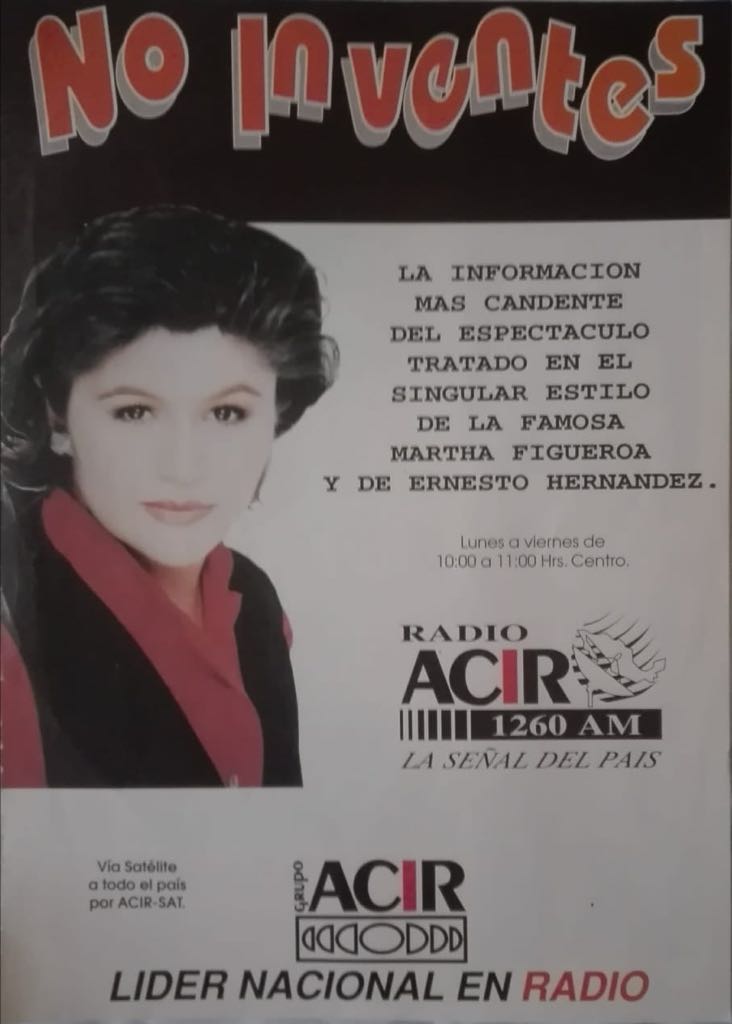 No Inventes
LA INFORMACION
MAS CANDENTE
DEL ESPECTACULO
TRATADO EN EL
SINGULAR ESTILO
DE LA FAMOSA
MARTHA FIGUEROA
Y DE ERNESTO HERNANDEZ.
Lunes a viernes de
10:00 a 11:00 Hrs. Centro.
RADIO
ACIR
1260 AM
LA SEÑAL DEL PAIS
Vía Satélite
a todo el país
por ACIR-SAT.
GRUPO
ACIR
LIDER NACIONAL EN RADIO